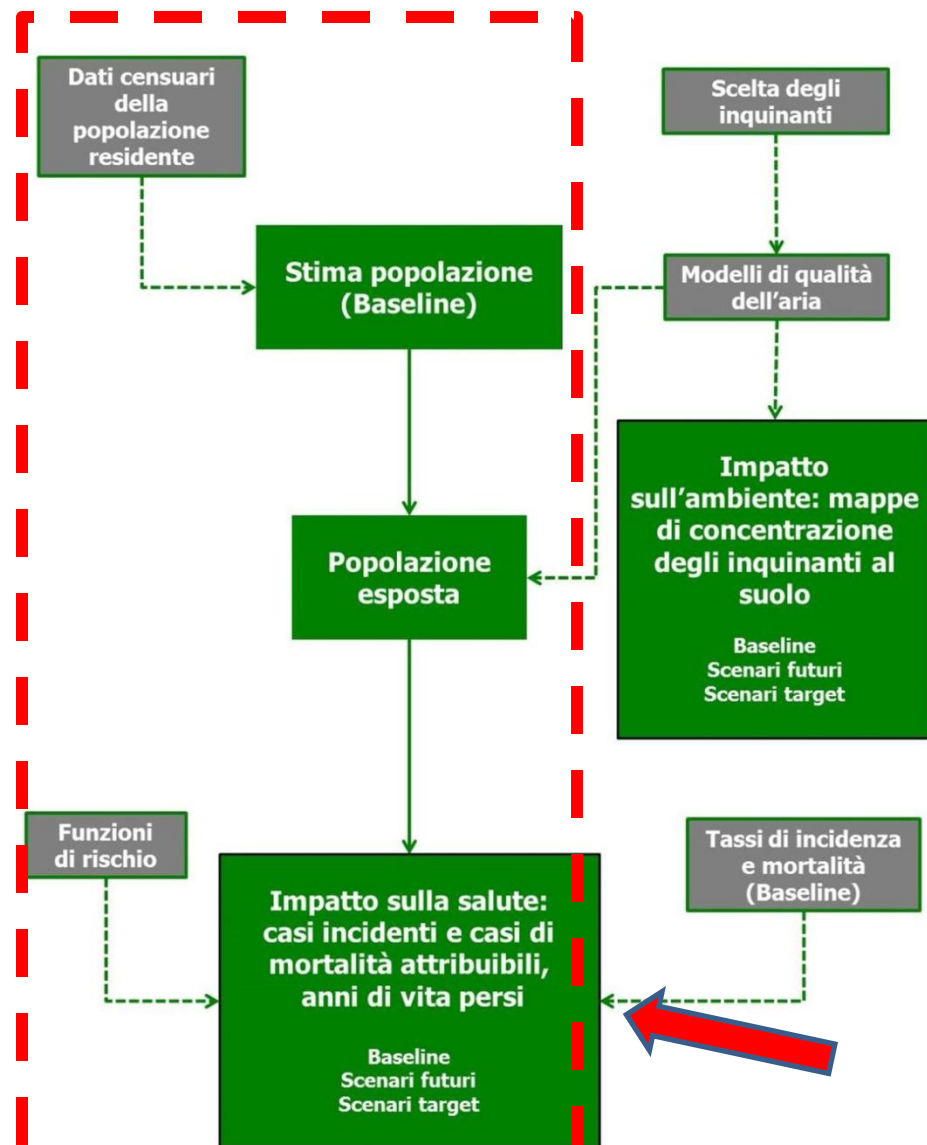 Dati censuari
della
popolazione
residente
Scelta degli
inquinanti
Stima popolazione
(Baseline)
Modelli di qualità
dell’aria
Popolazione
esposta
Impatto
sull’ambiente: mappe
di concentrazione
degli inquinanti al
suolo
Baseline
Scenari futuri
Scenari target
Funzioni
di rischio
Tassi di incidenza
e mortalità
(Baseline)
Impatto sulla salute:
casi incidenti e casi di
mortalità attribuibili,
anni di vita persi
Baseline
Scenari futuri
Scenari target